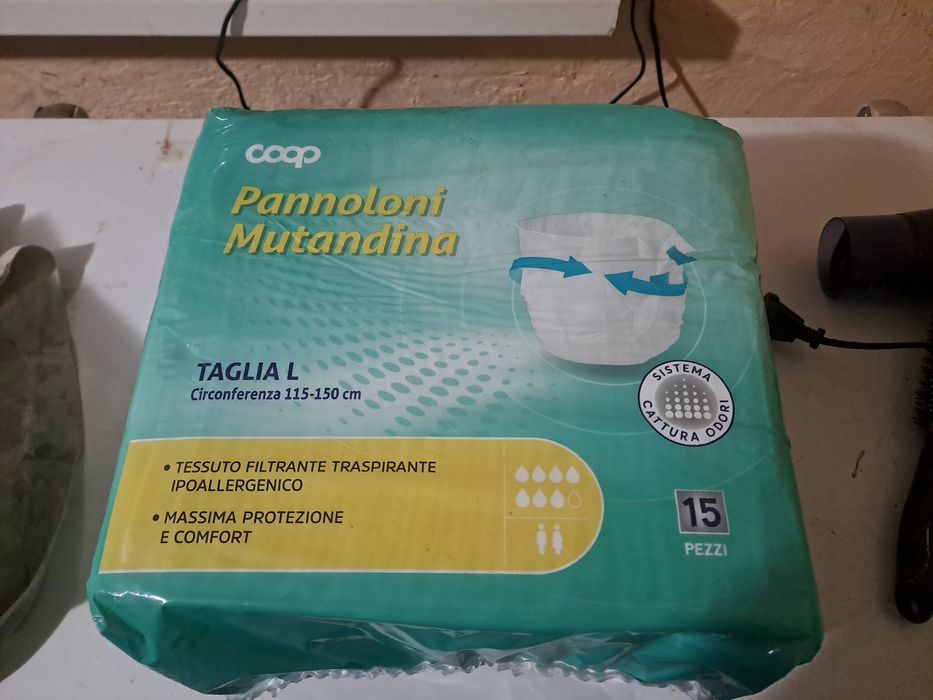 coop
Pannoloni
Mutandina
TAGLIA L
Circonferenza 115-150 cm
SISTEMA
CATTURA ODORI
• TESSUTO FILTRANTE TRASPIRANTE
IPOALLERGENICO
• MASSIMA PROTEZIONE
E COMFORT
15
PEZZI